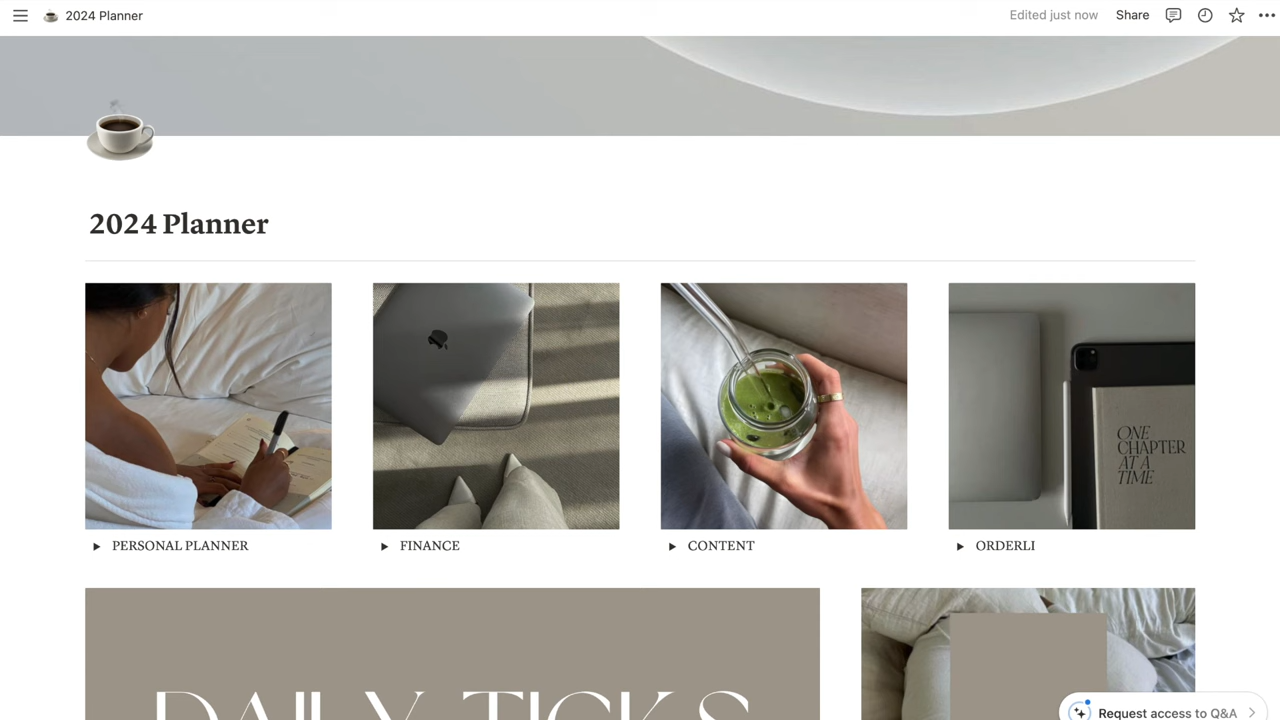 2024 Planner
Edited just now
Share
2024 Planner
ONE
CHAPTER
AT A
TIME
PERSONAL PLANNER
FINANCE
CONTENT
ORDERLI
DAILY TICKS
Request access to Q&A